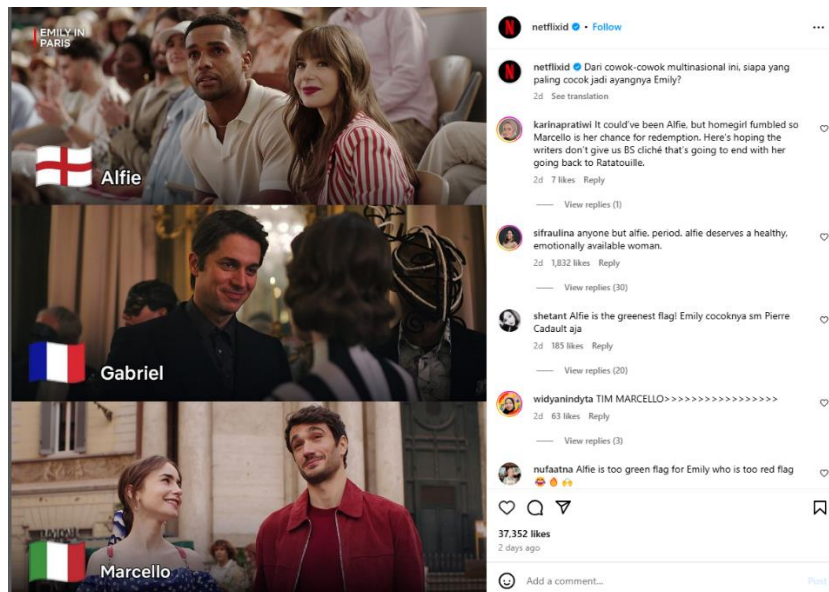 EMILY IN
PARIS
Alfie
Gabriel
Marcello
netflixid • Follow
netflixid Dari cowok-cowok multinasional ini, siapa yang
paling cocok jadi ayangnya Emily?
2d See translation
karinapratiwi It could've been Alfie, but homegirl fumbled so
Marcello is her chance for redemption. Here's hoping the
writers don't give us BS cliché that's going to end with her
going back to Ratatouille.
2d 7 likes Reply
View replies (1)
sifraulina anyone but alfie. period. alfie deserves a healthy,
emotionally available woman.
2d 1,832 likes Reply
View replies (30)
shetant Alfie is the greenest flag! Emily cocoknya sm Pierre
Cadault aja
2d 185 likes Reply
View replies (20)
widyanindyta TIM MARCELLO>>>>>>>>>>>>>>>>>
2d 63 likes Reply
View replies (3)
nufaatna Alfie is too green flag for Emily who is too red flag
😂🔥🙌
37,352 likes
2 days ago
Add a comment...
Post